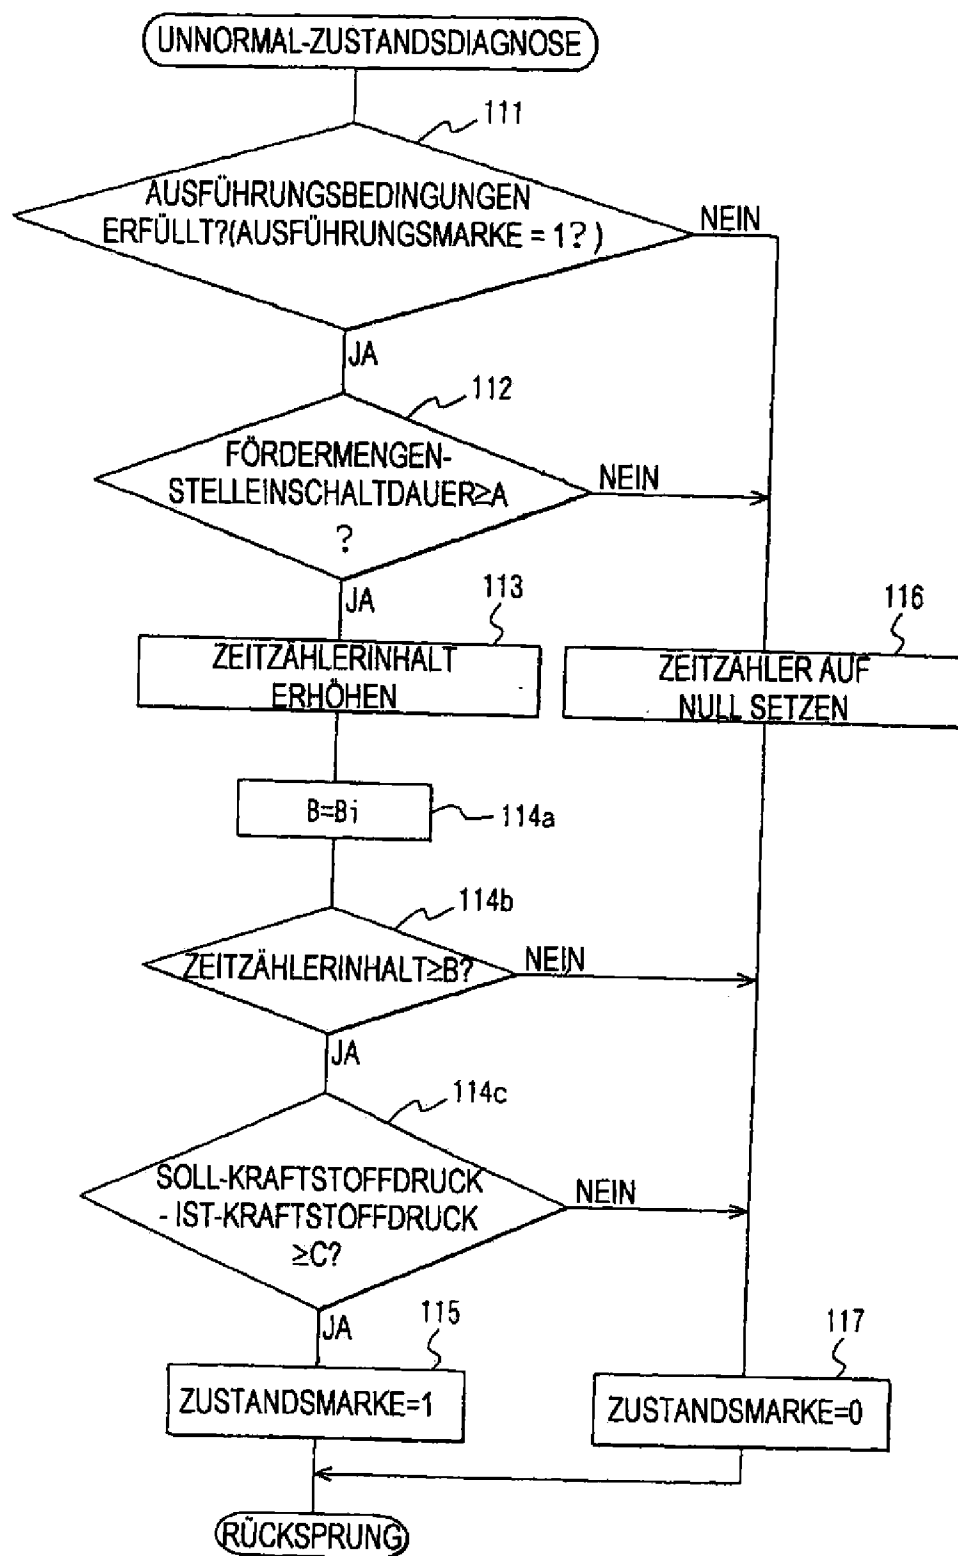 UNNORMAL-ZUSTANDSDIAGNOSE
111
AUSFÜHRUNGSBEDINGUNGEN
ERFÜLLT?(AUSFÜHRUNGSMARKE = 1?)
NEIN
JA
112
FÖRDERMENGEN-
STELLEINSCHALTDAUER≥A
?
NEIN
JA
113
ZEITZÄHLERINHALT
ERHÖHEN
116
ZEITZÄHLER AUF
NULL SETZEN
B=Bi
114a
114b
ZEITZÄHLERINHALT≥B?
NEIN
JA
114c
SOLL-KRAFTSTOFFDRUCK
- IST-KRAFTSTOFFDRUCK
≥C?
NEIN
JA
115
ZUSTANDSMARKE=1
117
ZUSTANDSMARKE=0
RÜCKSPRUNG